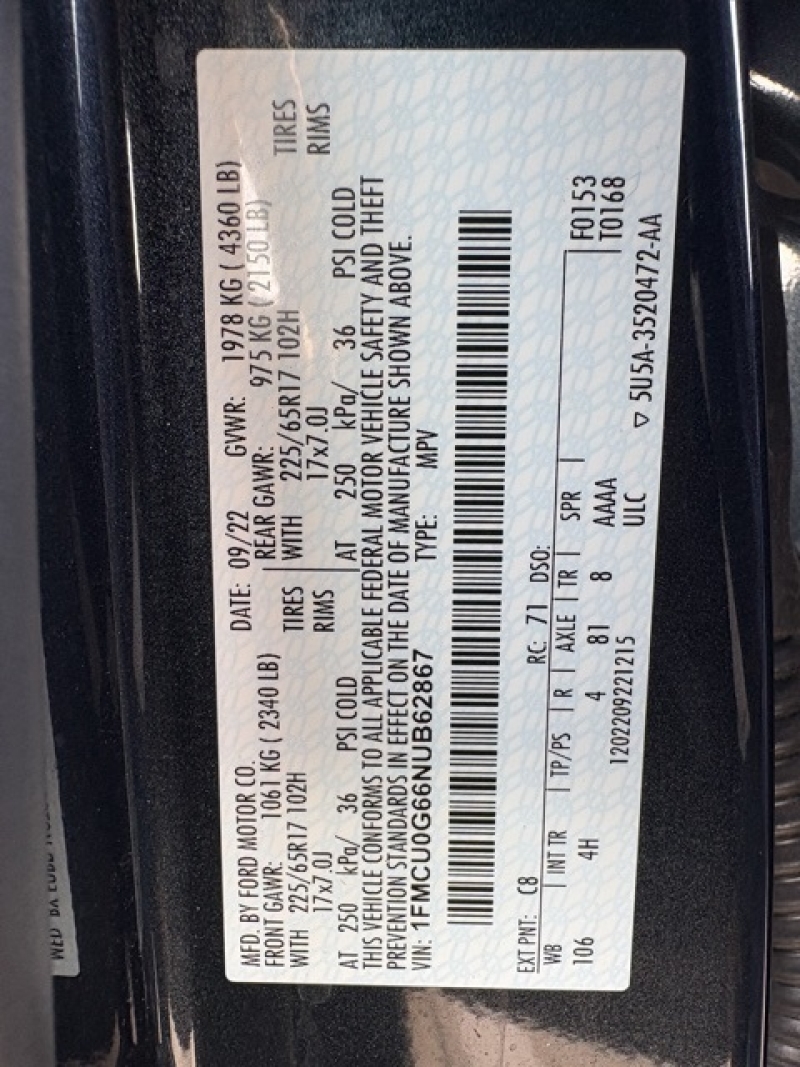 MFD. BY FORD MOTOR CO. DATE: 09/22 GVWR: 1978 KG ( 4360 LB)
FRONT GAWR: 1061 KG ( 2340 LB) REAR GAWR: 975 KG ( 2150 LB)
WITH 225/65R17 102H TIRES WITH 225/65R17 102H TIRES
17x7.0J RIMS 17x7.0J RIMS
AT 250 kPa/ 36 PSI COLD AT 250 kPa/ 36 PSI COLD
THIS VEHICLE CONFORMS TO ALL APPLICABLE FEDERAL MOTOR VEHICLE SAFETY AND THEFT
PREVENTION STANDARDS IN EFFECT ON THE DATE OF MANUFACTURE SHOWN ABOVE.
VIN: 1FMCU0G66NUB62867 TYPE: MPV
EXT PNT: C8 RC: 71 DSO:
WB INT TR TP/PS R AXLE TR SPR F0153
106 4H 4 81 8 AAAA T0168
1202209221215 ULC
▽ 5U5A-3520472-AA